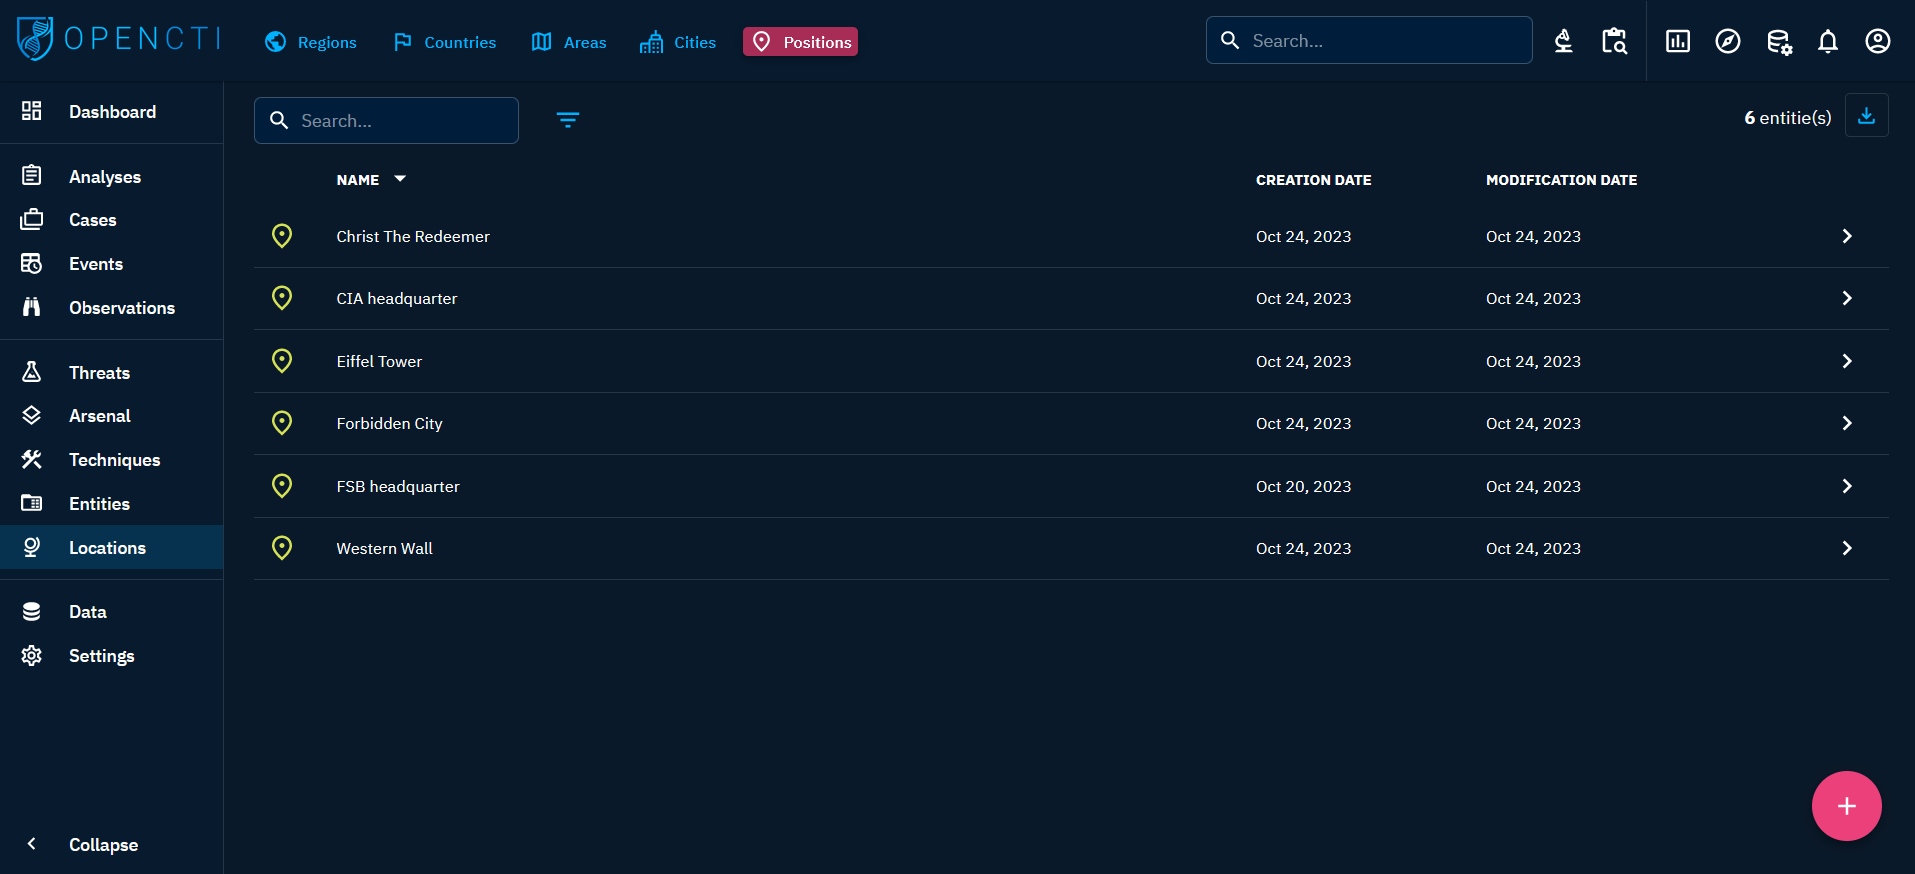 OPENCTI Regions Countries Areas Cities Positions Search...
Dashboard
Analyses
Cases
Events
Observations
Threats
Arsenal
Techniques
Entities
Locations
Data
Settings
Collapse
Search... 6 entitie(s)
NAME CREATION DATE MODIFICATION DATE
Christ The Redeemer Oct 24, 2023 Oct 24, 2023
CIA headquarter Oct 24, 2023 Oct 24, 2023
Eiffel Tower Oct 24, 2023 Oct 24, 2023
Forbidden City Oct 24, 2023 Oct 24, 2023
FSB headquarter Oct 20, 2023 Oct 24, 2023
Western Wall Oct 24, 2023 Oct 24, 2023